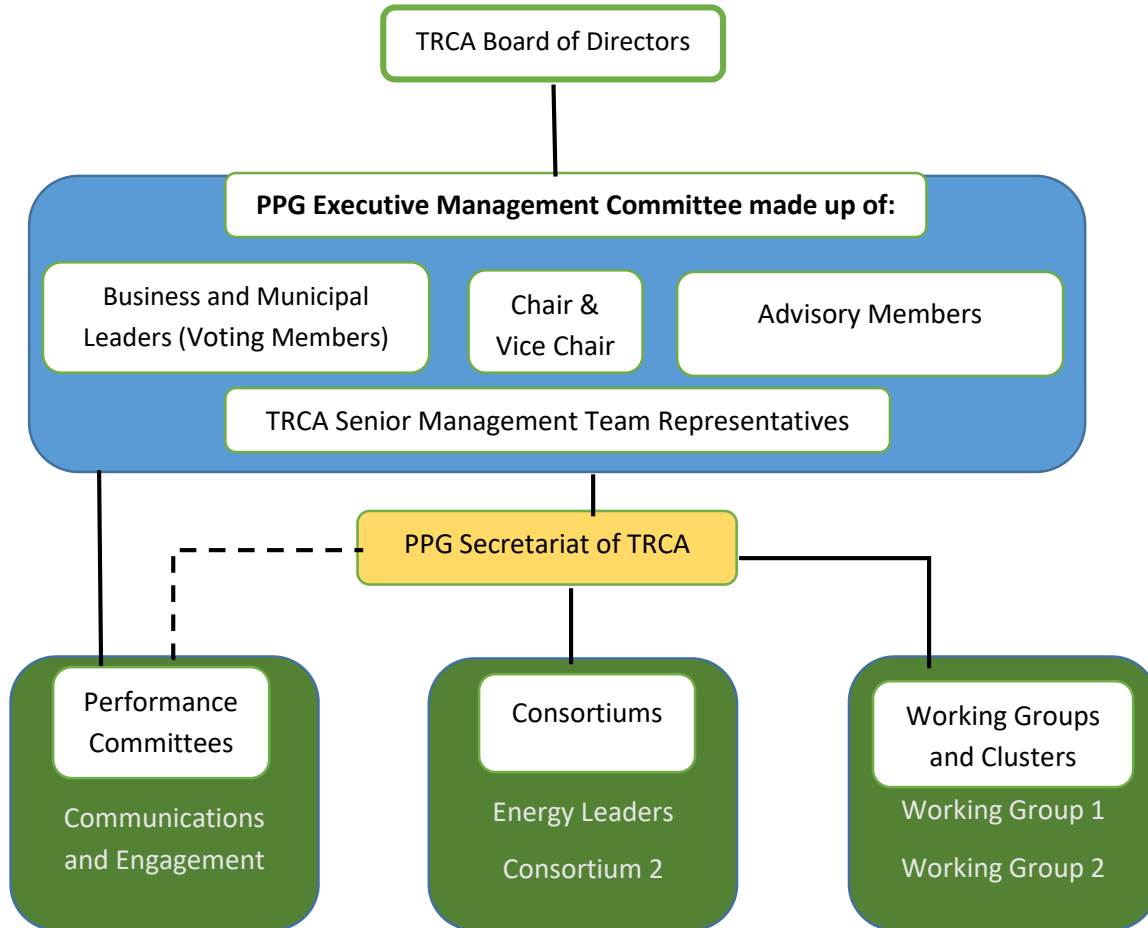 TRCA Board of Directors
PPG Executive Management Committee made up of:
Business and Municipal
Leaders (Voting Members)
Chair &
Vice Chair
Advisory Members
TRCA Senior Management Team Representatives
PPG Secretariat of TRCA
Performance
Committees
Communications
and Engagement
Consortiums
Energy Leaders
Consortium 2
Working Groups
and Clusters
Working Group 1
Working Group 2